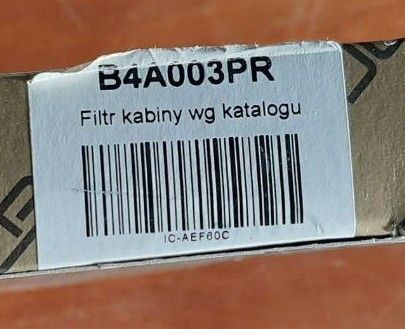 B4A003PR
Filtr kabiny wg katalogu
IC-AEF60C